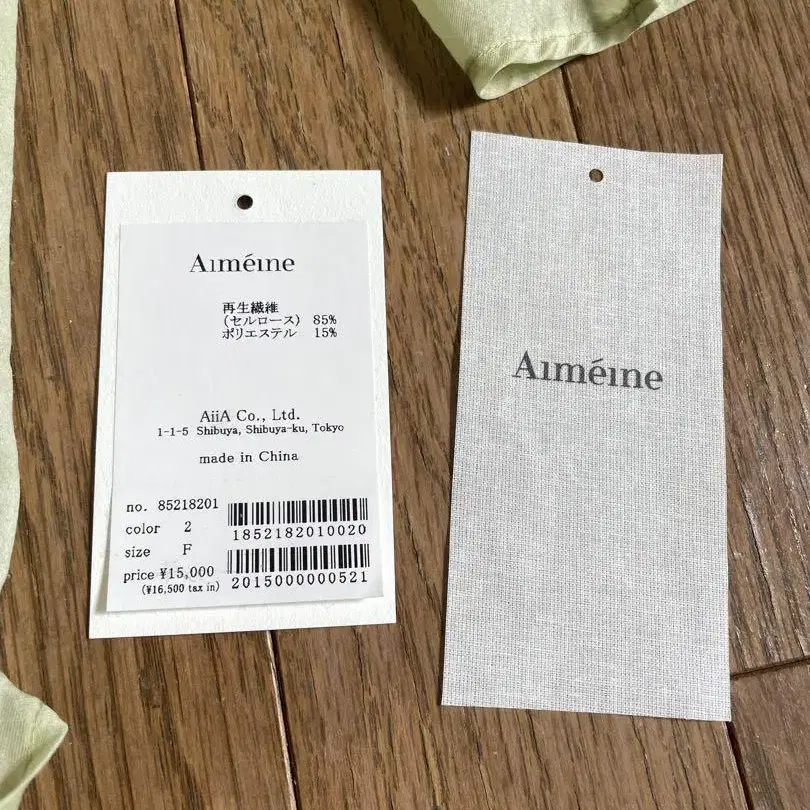 Aiméine
再生繊維
(セルロース) 85%
ポリエステル 15%
AiiA Co., Ltd.
1-1-5 Shibuya, Shibuya-ku, Tokyo
made in China
no. 85218201
color 2
size F
price ¥15,000
(¥16,500 tax in)
1852182010020
2015000000521
Aiméine